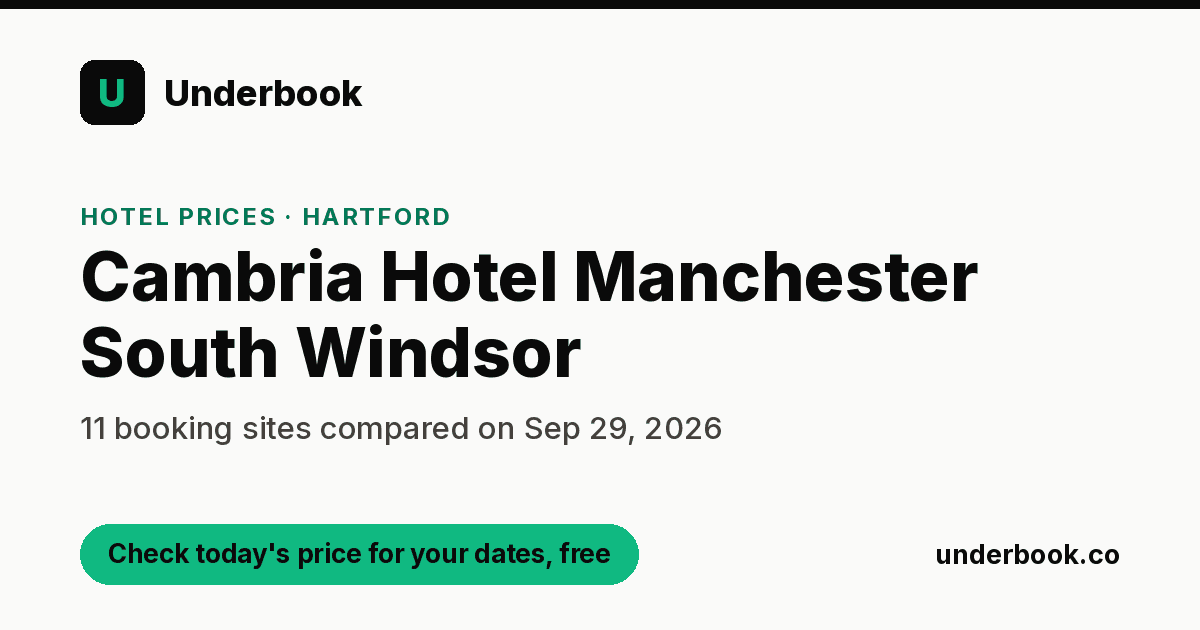 U Underbook
HOTEL PRICES · HARTFORD
Cambria Hotel Manchester
South Windsor
11 booking sites compared on Sep 29, 2026
Check today's price for your dates, free
underbook.co